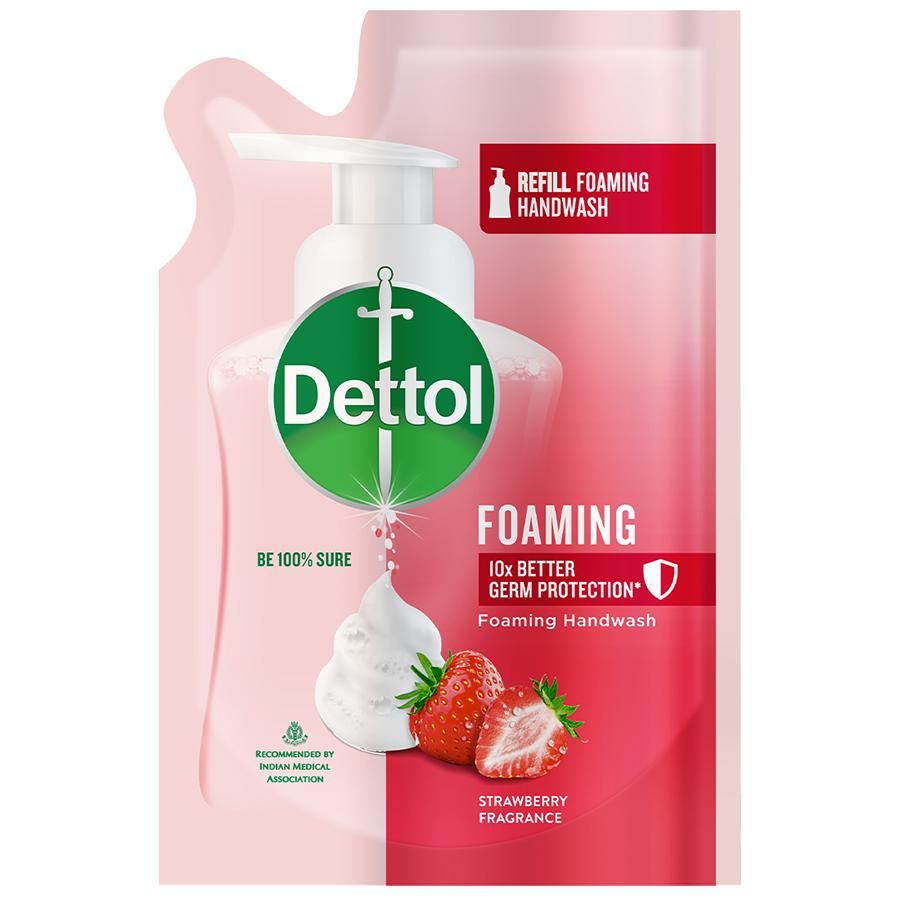 REFILL FOAMING
HANDWASH
Dettol
FOAMING
BE 100% SURE
10x BETTER
GERM PROTECTION*
Foaming Handwash
RECOMMENDED BY
INDIAN MEDICAL
ASSOCIATION
STRAWBERRY
FRAGRANCE